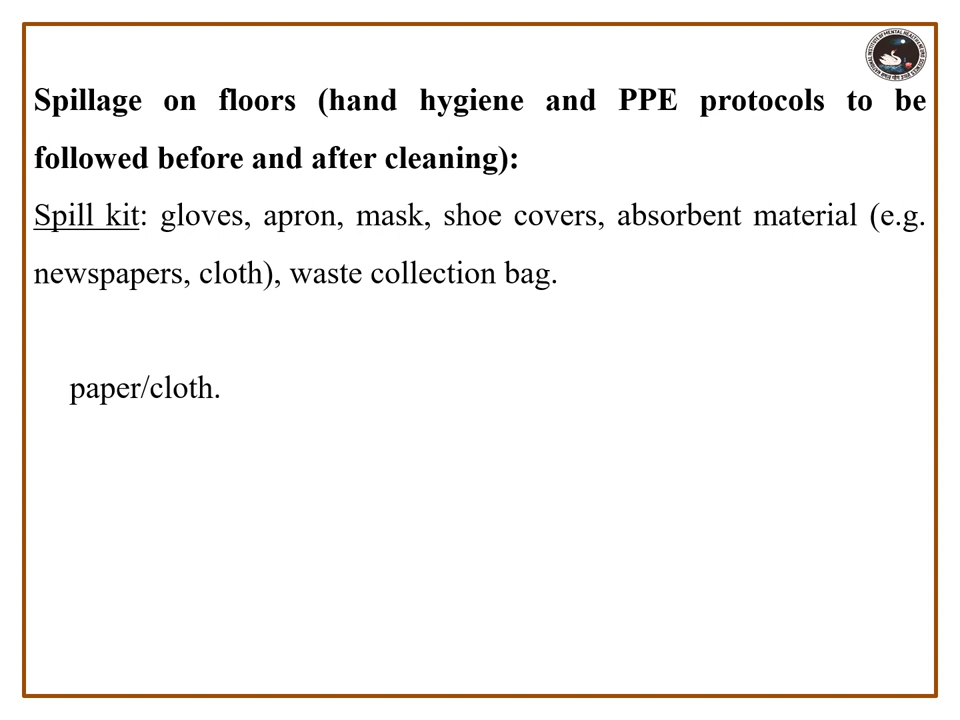 Spillage on floors (hand hygiene and PPE protocols to be
followed before and after cleaning):
Spill kit: gloves, apron, mask, shoe covers, absorbent material (e.g.
newspapers, cloth), waste collection bag.
paper/cloth.